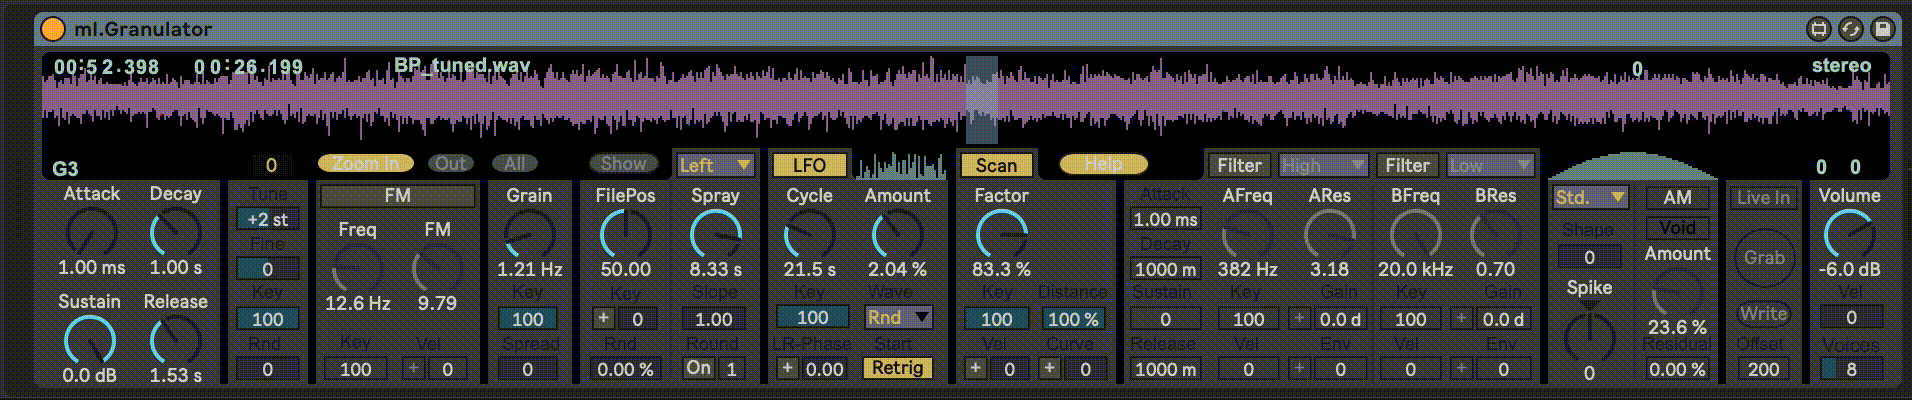 ml.Granulator
00:52.398 00:26.199 BP_tuned.wav 0 stereo
G3 0 Zoom In Out All Show Left LFO Scan Help Filter High Filter Low 0 0
Attack Decay Tune FM Grain FilePos Spray Cycle Amount Factor Attack AFreq ARes BFreq BRes Std. AM Live In Volume
+2 st 1.00 ms Shape Void
1.00 ms 1.00 s Fine Freq FM 1.21 Hz 50.00 8.33 s 21.5 s 2.04 % 83.3 % Decay 382 Hz 3.18 20.0 kHz 0.70 0 Amount Grab -6.0 dB
0 1000 m
Sustain Release Key 12.6 Hz 9.79 Key Key Slope Key Wave Key Distance Sustain Key Gain Key Gain Spike Vel
100 100 + 0 1.00 100 Rnd 100 100 % 0 100 + 0.0 d 100 + 0.0 d 23.6 % Write 0
Rnd Key Vel Spread Rnd Round LR-Phase Start Vel Curve Release Vel Env Vel Env Residual Offset Voices
0.0 dB 1.53 s 0 100 + 0 0 0.00 % On 1 + 0.00 Retrig + 0 + 0 1000 m 0 + 0 0 + 0 0 0.00 % 200 8